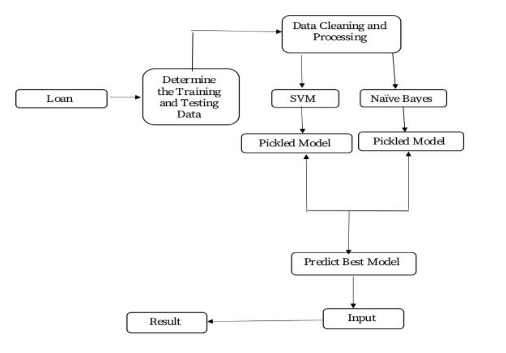 Data Cleaning and
Processing
Determine
the Training
and Testing
Data
Loan
SVM
Naïve Bayes
Pickled Model
Pickled Model
Predict Best Model
Input
Result